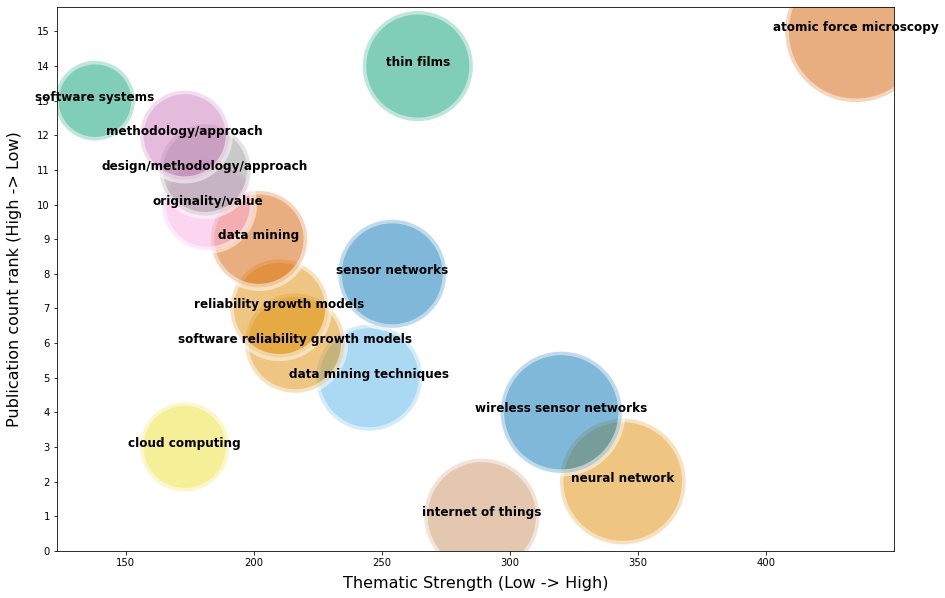 15
atomic force microscopy
thin films
14
software systems
13
methodology/approach
12
design/methodology/approach
11
originality/value
10
data mining
9
sensor networks
8
reliability growth models
7
software reliability growth models
6
data mining techniques
5
wireless sensor networks
4
cloud computing
3
neural network
2
internet of things
1
0
150
200
250
300
350
400
Thematic Strength (Low -> High)
Publication count rank (High -> Low)